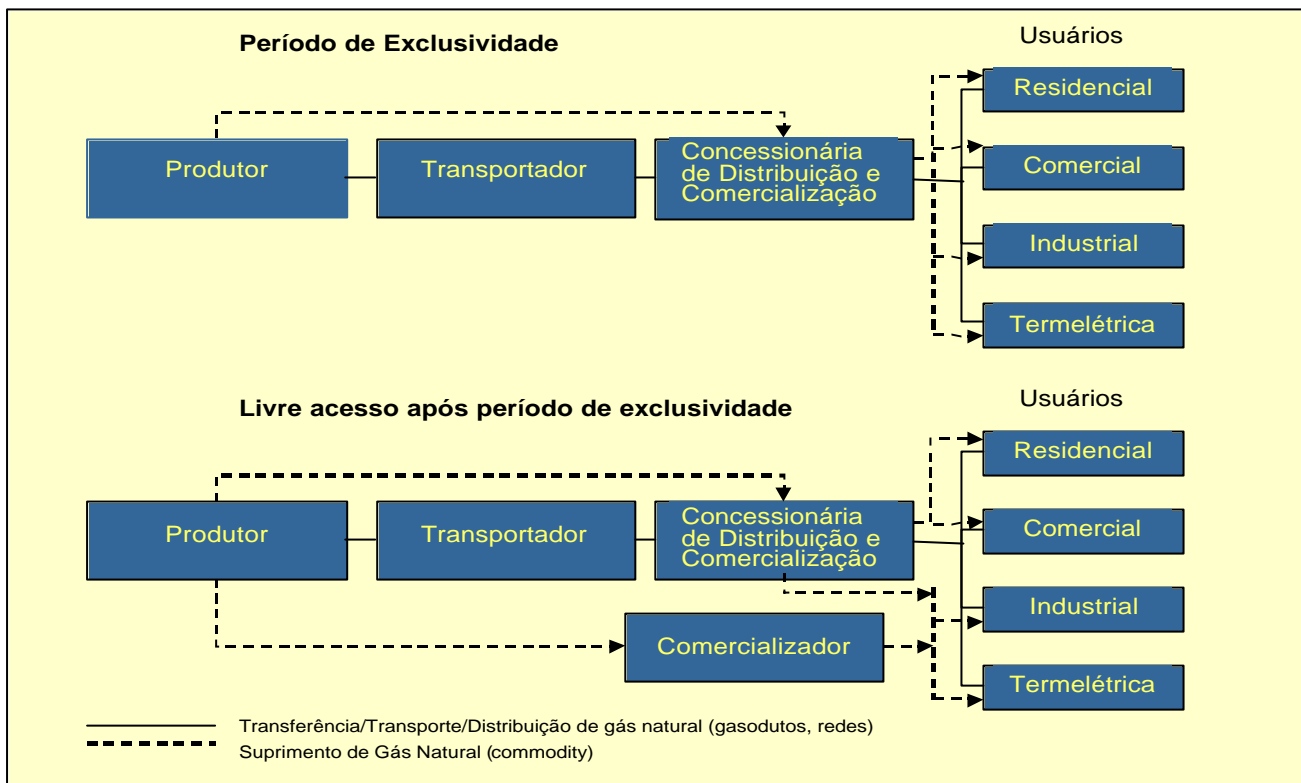 Período de Exclusividade
Usuários
Residencial
Produtor
Transportador
Concessionária
de Distribuição e
Comercialização
Comercial
Industrial
Termelétrica
Livre acesso após período de exclusividade
Usuários
Residencial
Produtor
Transportador
Concessionária
de Distribuição e
Comercialização
Comercial
Industrial
Comercializador
Termelétrica
Transferência/Transporte/Distribuição de gás natural (gasodutos, redes)
Suprimento de Gás Natural (commodity)